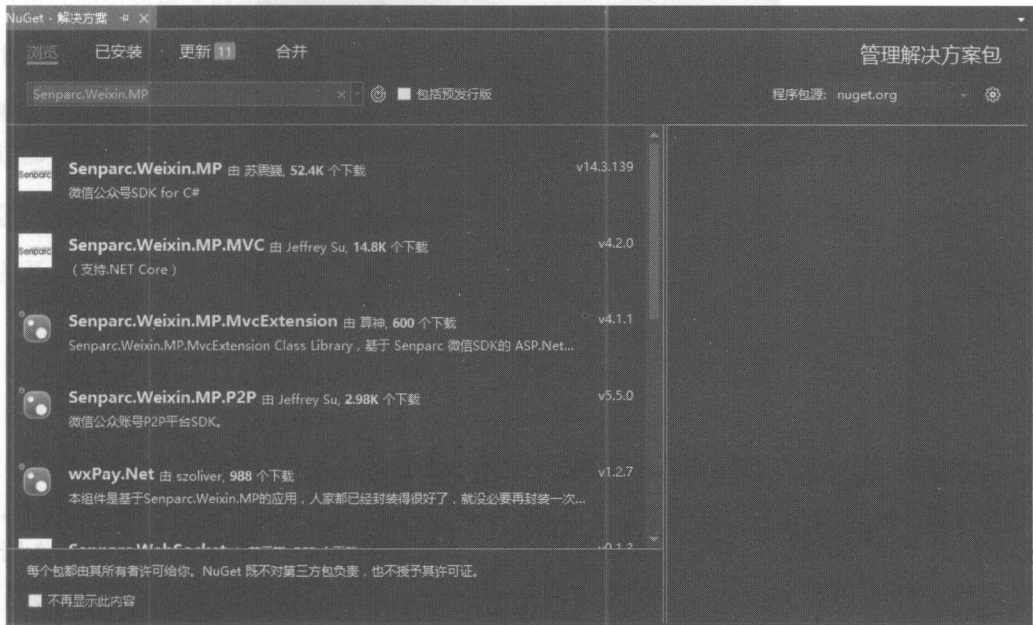 NuGet - 解决方案
浏览 已安装 更新 11 合并 管理解决方案包
Senparc.Weixin.MP 包括预发行版 程序包源: nuget.org
Senparc
Senparc.Weixin.MP 由 苏震巍, 52.4K 个下载 v14.3.139
微信公众号SDK for C#
Senparc
Senparc.Weixin.MP.MVC 由 Jeffrey Su, 14.8K 个下载 v4.2.0
（支持.NET Core）
Senparc.Weixin.MP.MvcExtension 由 算神, 600 个下载 v4.1.1
Senparc.Weixin.MP.MvcExtension Class Library，基于 Senparc 微信SDK的 ASP.Net...
Senparc.Weixin.MP.P2P 由 Jeffrey Su, 2.98K 个下载 v5.5.0
微信公众账号P2P平台SDK。
wxPay.Net 由 szoliver, 988 个下载 v1.2.7
本组件是基于Senparc.Weixin.MP的应用，人家都已经封装得很好了，就没必要再封装一次...
Senparc.WebSocket
每个包都由其所有者许可给你。NuGet 既不对第三方包负责，也不授予其许可证。
不再显示此内容